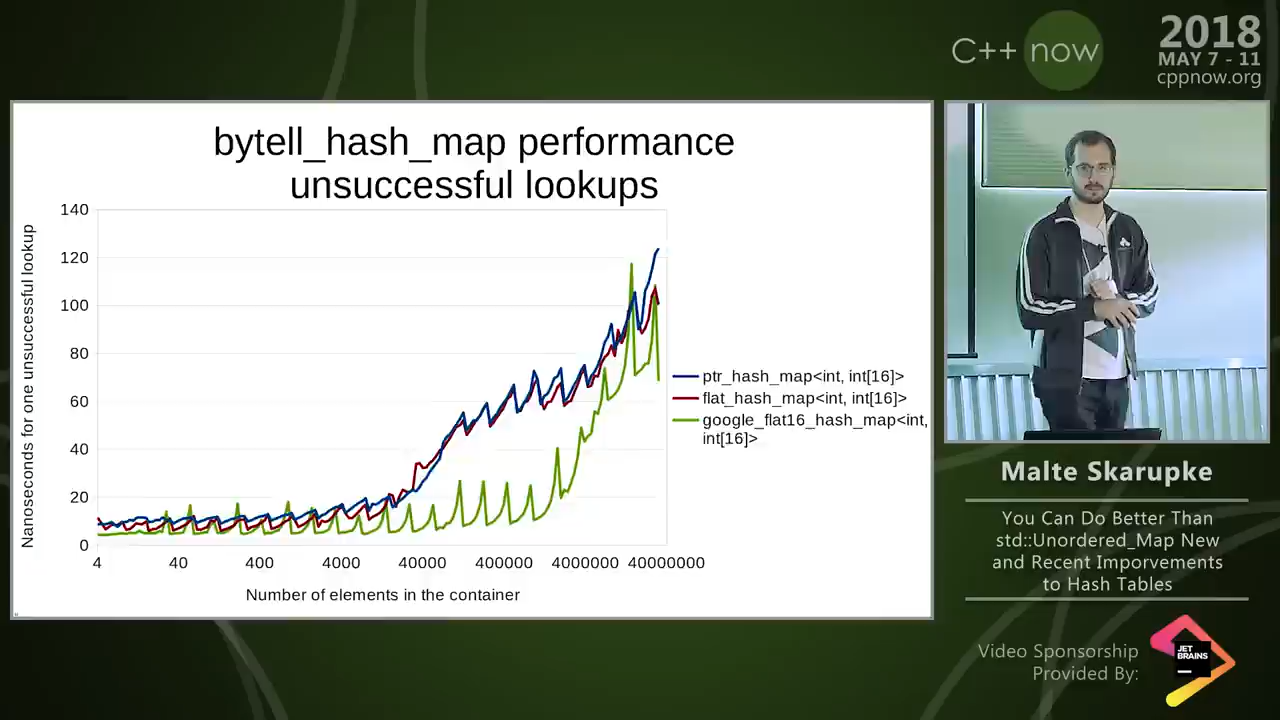 C++ now
2018
MAY 7 - 11
cppnow.org
bytell_hash_map performance
unsuccessful lookups
Nanoseconds for one unsuccessful lookup
140
120
100
80
60
40
20
0
4
40
400
4000
40000
400000
4000000
40000000
Number of elements in the container
ptr_hash_map<int, int[16]>
flat_hash_map<int, int[16]>
google_flat16_hash_map<int,
int[16]>
Malte Skarupke
You Can Do Better Than
std::Unordered_Map New
and Recent Imporvements
to Hash Tables
Video Sponsorship
Provided By:
JET
BRAINS